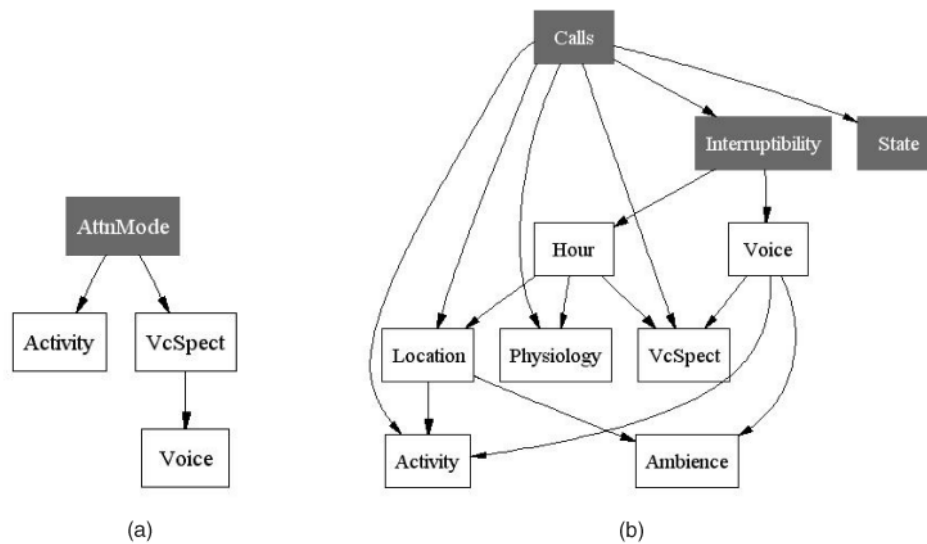 AttnMode
Activity
VcSpect
Voice
(a)
Calls
Interruptibility
State
Hour
Voice
Location
Physiology
VcSpect
Activity
Ambience
(b)